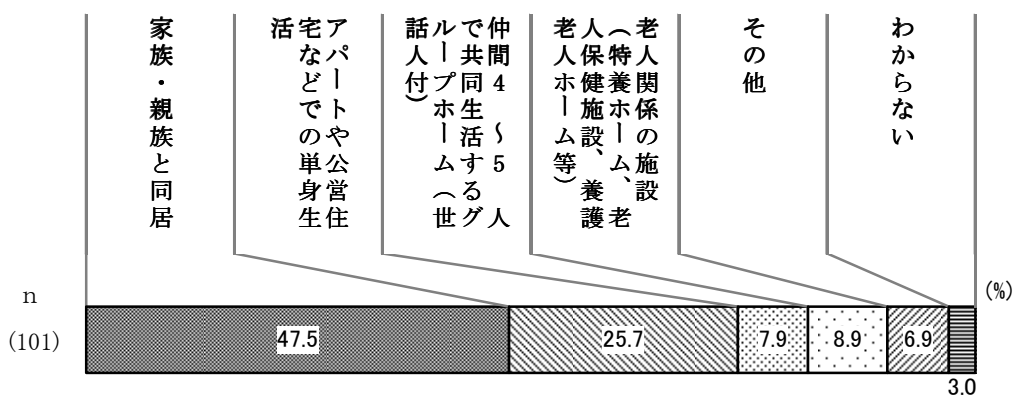 家族・親族と同居
アパートや公営住
宅などでの単身生
活
仲間4～5人
で共同生活するグ
ループホーム（世
話人付）
老人関係の施設
（特養ホーム、老
人保健施設、養護
老人ホーム等）
その他
わからない
(%)
n
(101)
47.5
25.7
7.9
8.9
6.9
3.0